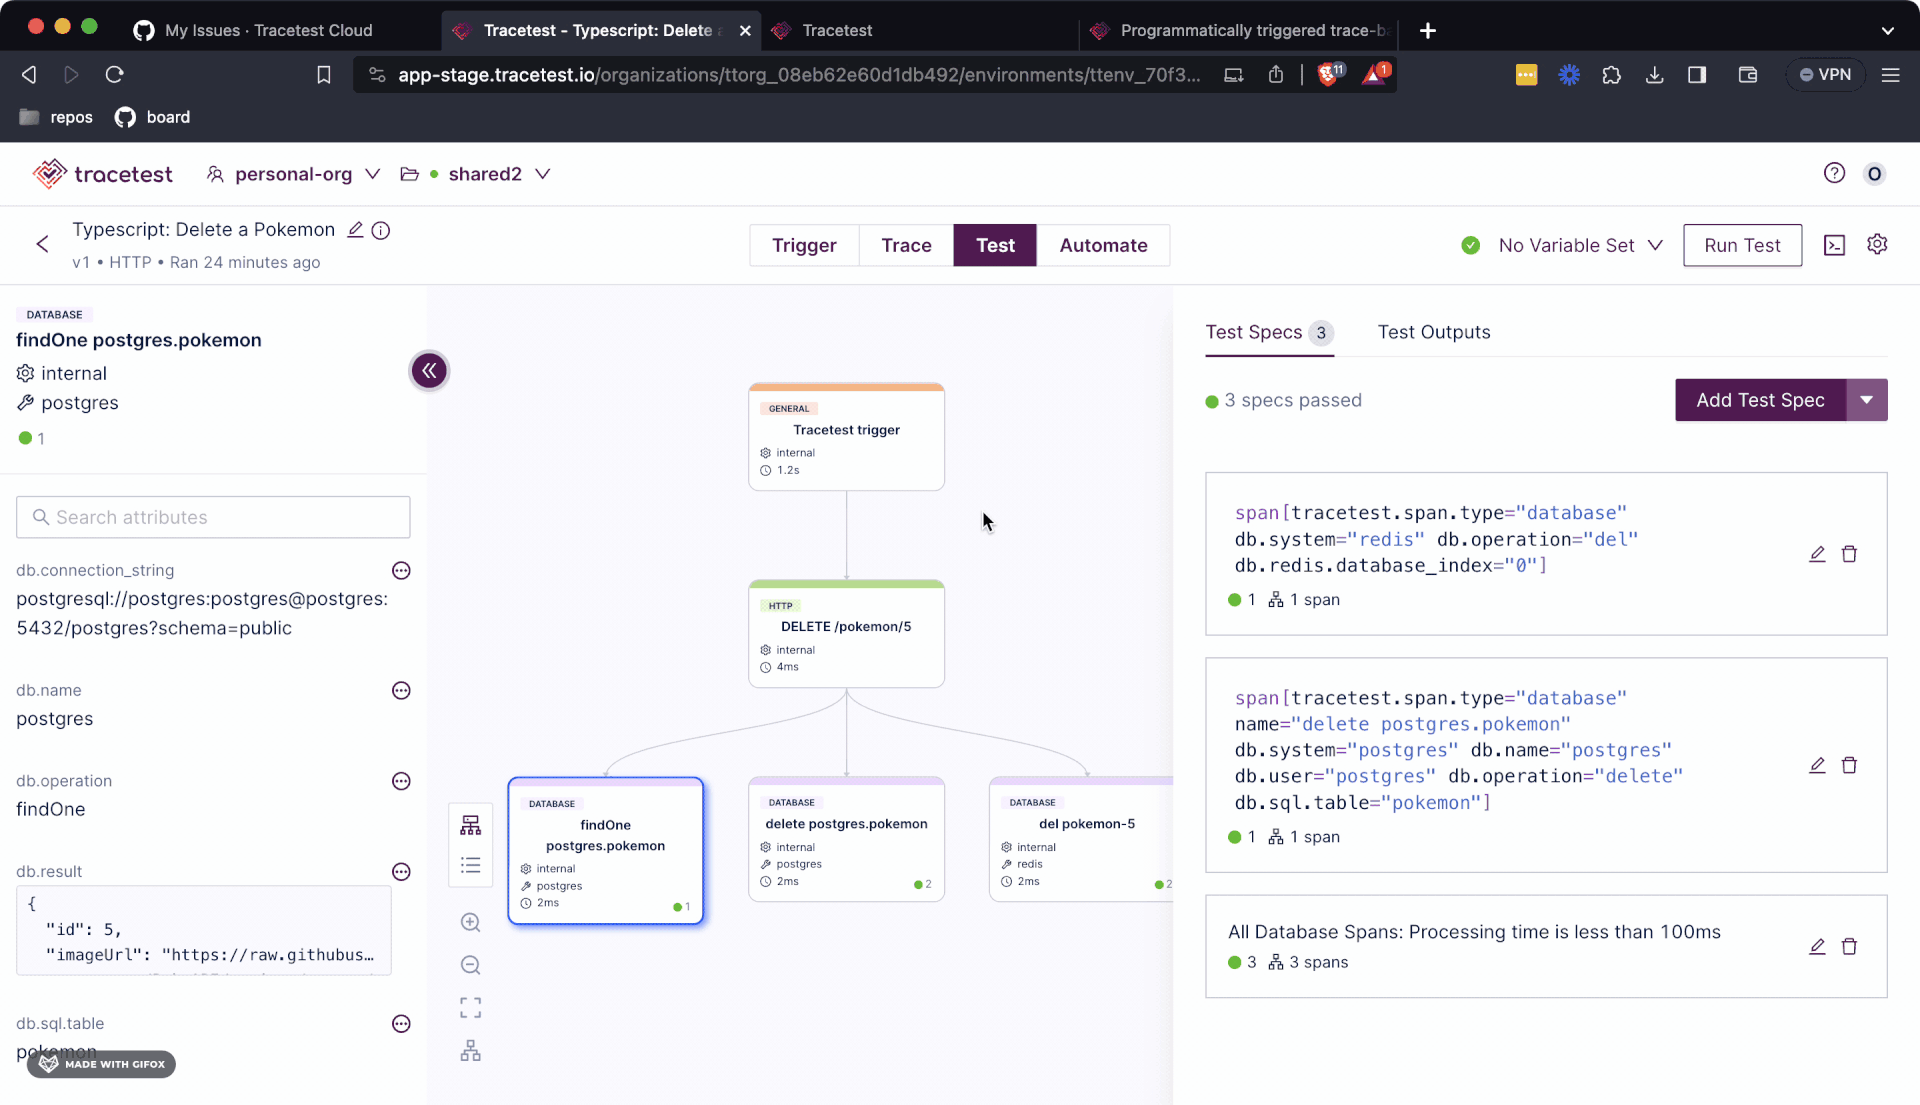 My Issues · Tracetest Cloud
Tracetest - Typescript: Delete
Tracetest
Programmatically triggered trace-b
app-stage.tracetest.io/organizations/ttorg_08eb62e60d1db492/environments/ttenv_70f3...
11
1
VPN
repos
board
tracetest
personal-org
shared2
O
Typescript: Delete a Pokemon
v1 • HTTP • Ran 24 minutes ago
Trigger
Trace
Test
Automate
No Variable Set
Run Test
DATABASE
findOne postgres.pokemon
internal
postgres
1
Search attributes
db.connection_string
postgresql://postgres:postgres@postgres:
5432/postgres?schema=public
db.name
postgres
db.operation
findOne
db.result
{
"id": 5,
"imageUrl": "https://raw.githubus…
db.sql.table
pokemon
MADE WITH GIFOX
GENERAL
Tracetest trigger
internal
1.2s
HTTP
DELETE /pokemon/5
internal
4ms
DATABASE
findOne
postgres.pokemon
internal
postgres
2ms
1
DATABASE
delete postgres.pokemon
internal
postgres
2ms
2
DATABASE
del pokemon-5
internal
redis
2ms
2
Test Specs 3
Test Outputs
3 specs passed
Add Test Spec
span[tracetest.span.type="database"
db.system="redis" db.operation="del"
db.redis.database_index="0"]
1 1 span
span[tracetest.span.type="database"
name="delete postgres.pokemon"
db.system="postgres" db.name="postgres"
db.user="postgres" db.operation="delete"
db.sql.table="pokemon"]
1 1 span
All Database Spans: Processing time is less than 100ms
3 3 spans